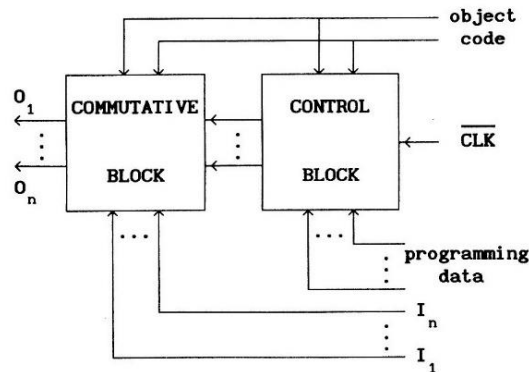 object
code
O₁
COMMUTATIVE
CONTROL
CLK
Oₙ
BLOCK
BLOCK
programming
data
Iₙ
I₁